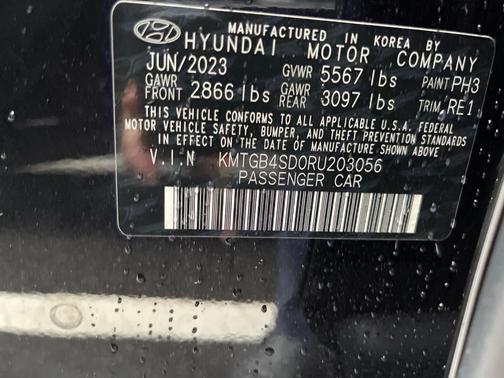 MANUFACTURED IN KOREA BY
HYUNDAI MOTOR COMPANY
JUN/2023 GVWR 5567 lbs PAINT PH3
GAWR FRONT 2866 lbs GAWR REAR 3097 lbs TRIM RE1
THIS VEHICLE CONFORMS TO ALL APPLICABLE U.S.A. FEDERAL
MOTOR VEHICLE SAFETY, BUMPER, AND THEFT PREVENTION STANDARDS
IN EFFECT ON THE DATE OF MANUFACTURE SHOWN ABOVE.
V.I.N KMTGB4SD0RU203056
PASSENGER CAR